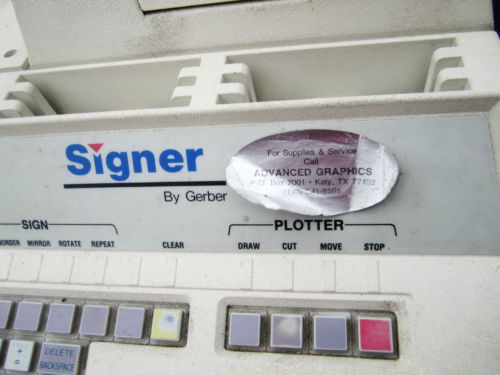 Signer
By Gerber
For Supplies & Service
Call
ADVANCED GRAPHICS
P.O. Box 2001 • Katy, TX 77492
SIGN
PLOTTER
BORDER MIRROR ROTATE REPEAT CLEAR DRAW CUT MOVE STOP
+
=
DELETE
BACKSPACE